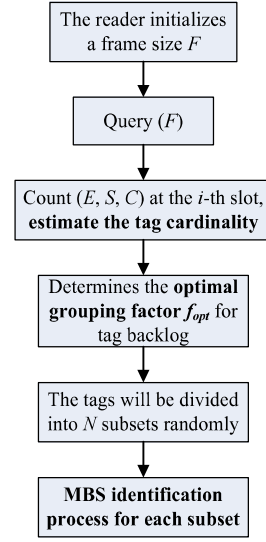 The reader initializes
a frame size F
Query (F)
Count (E, S, C) at the i-th slot,
estimate the tag cardinality
Determines the optimal
grouping factor fopt for
tag backlog
The tags will be divided
into N subsets randomly
MBS identification
process for each subset